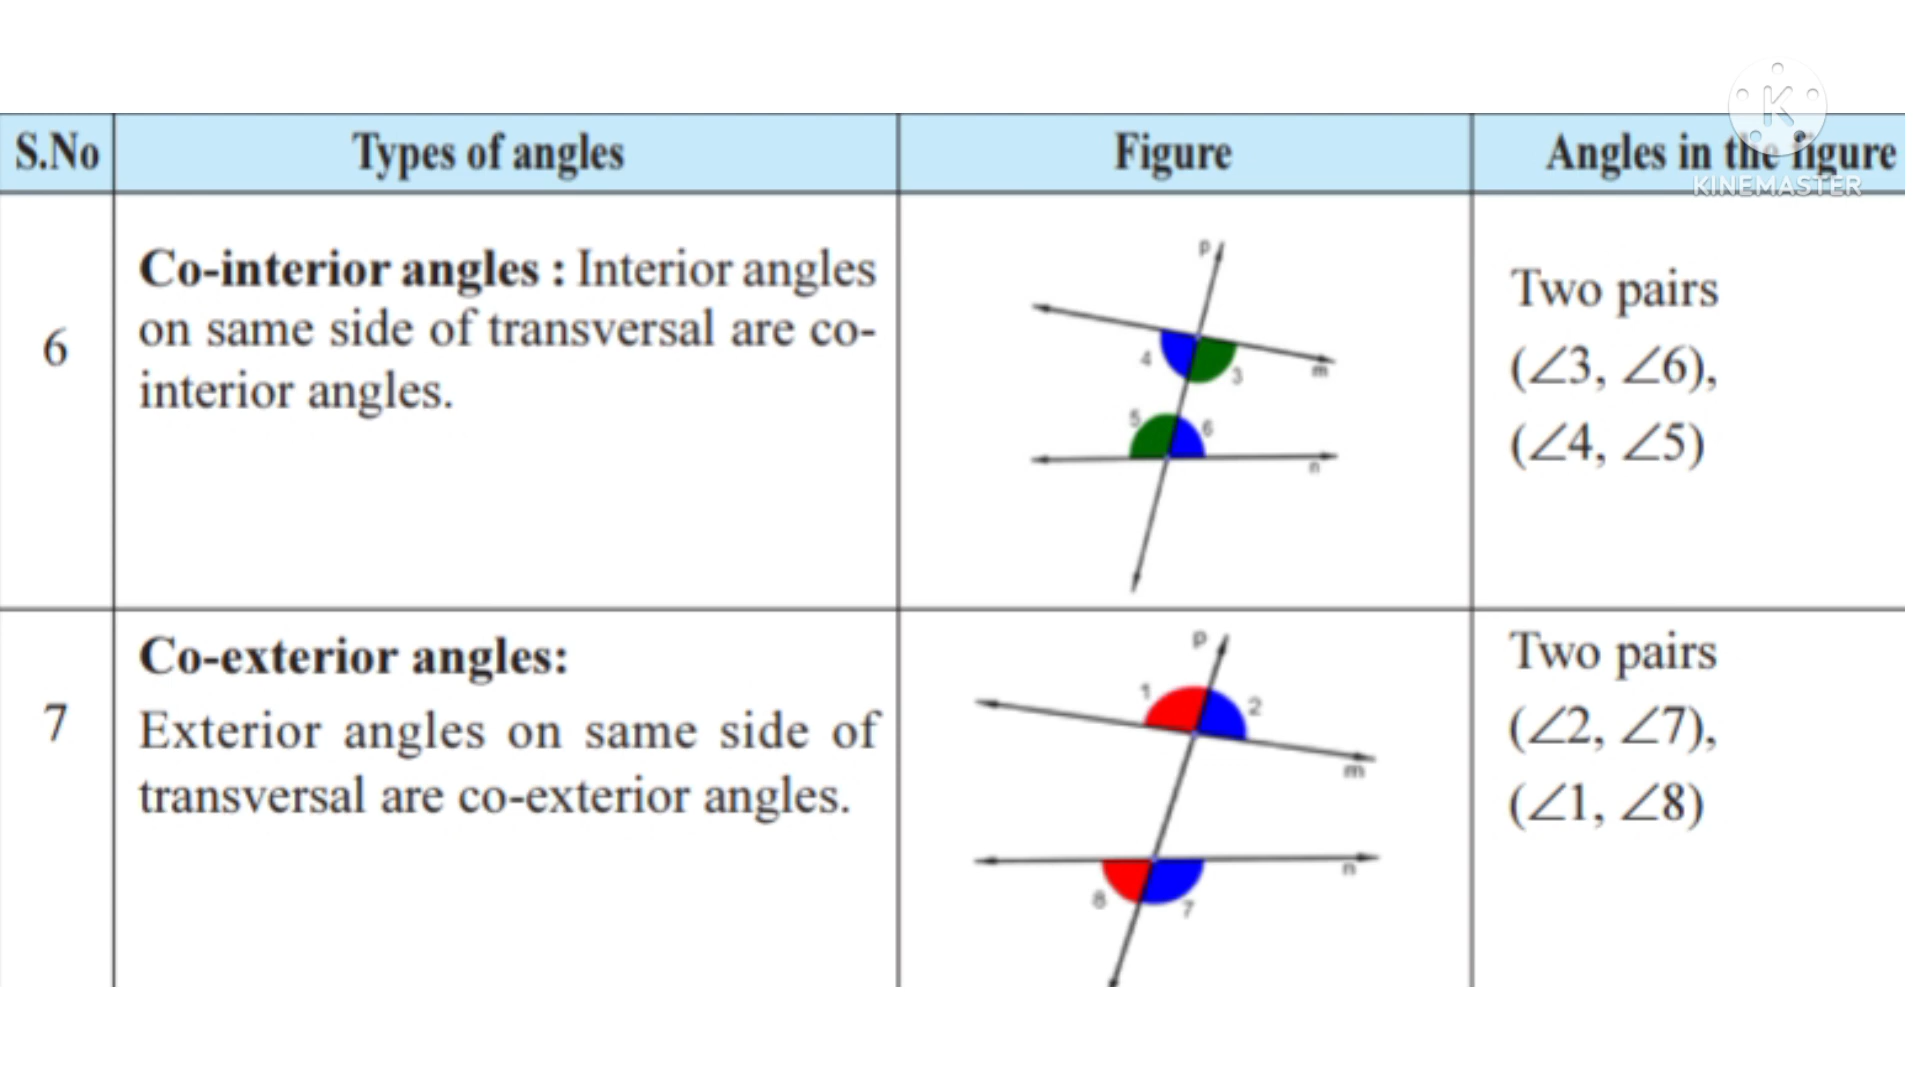 S.No
Types of angles
Figure
Angles in the figure
KINEMASTER
6
Co-interior angles : Interior angles
on same side of transversal are co-
interior angles.
p
4
3
m
5
6
n
Two pairs
(∠3, ∠6),
(∠4, ∠5)
7
Co-exterior angles:
Exterior angles on same side of
transversal are co-exterior angles.
p
1
2
m
n
8
7
Two pairs
(∠2, ∠7),
(∠1, ∠8)